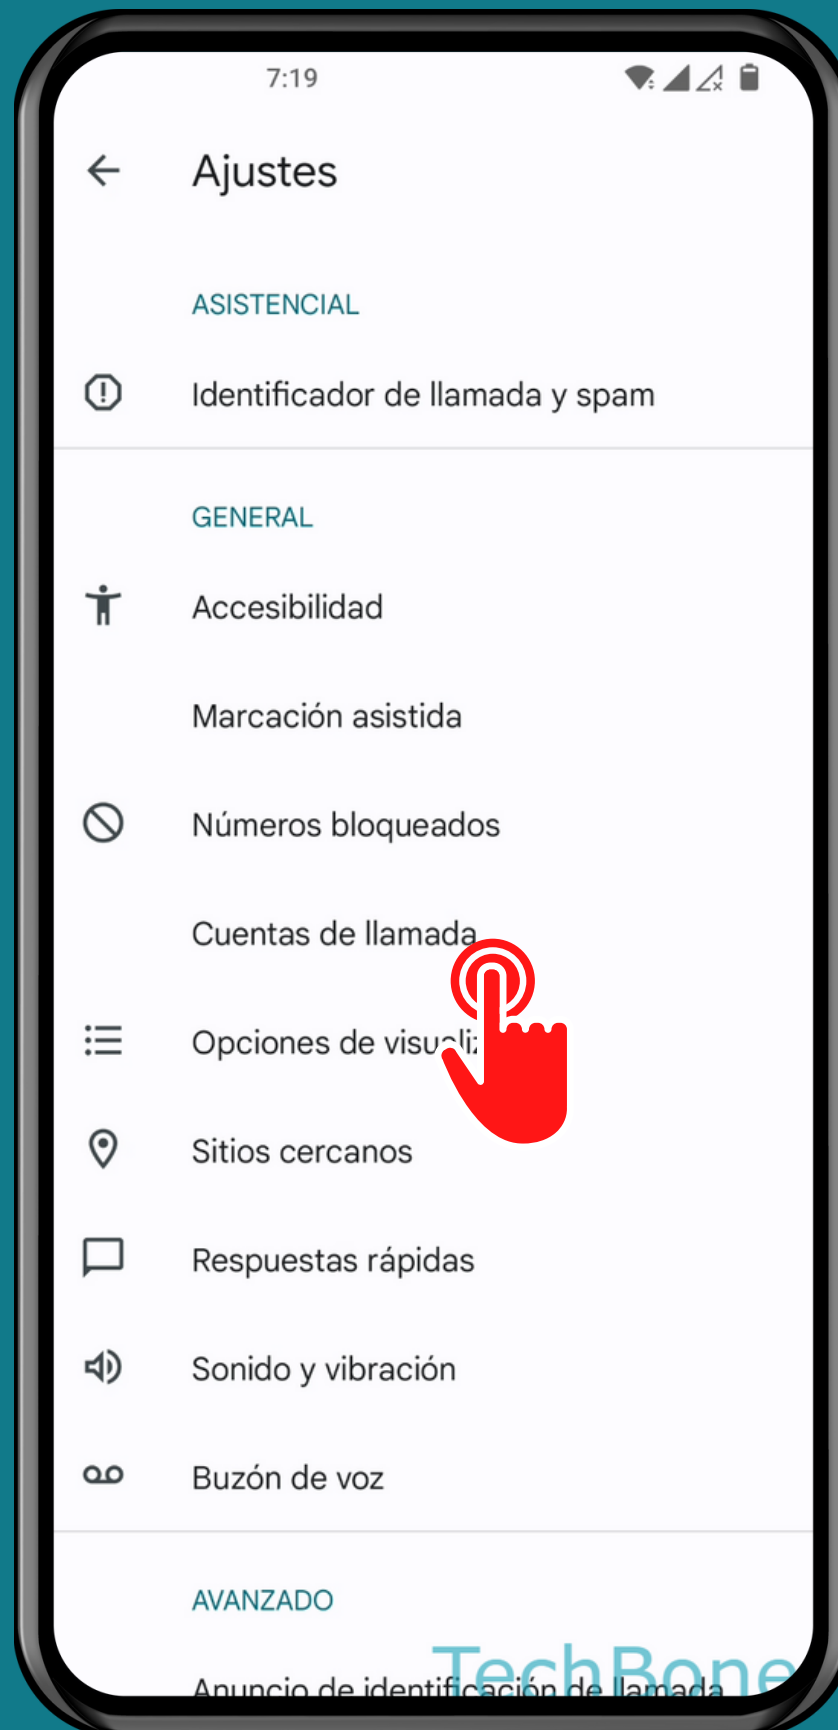 7:19
Ajustes
ASISTENCIAL
Identificador de llamada y spam
GENERAL
Accesibilidad
Marcación asistida
Números bloqueados
Cuentas de llamada
Opciones de
Sitios cercanos
Respuestas rápidas
Sonido y vibración
Buzón de voz
AVANZADO
TechBone
Anuncio de identificación de llamada